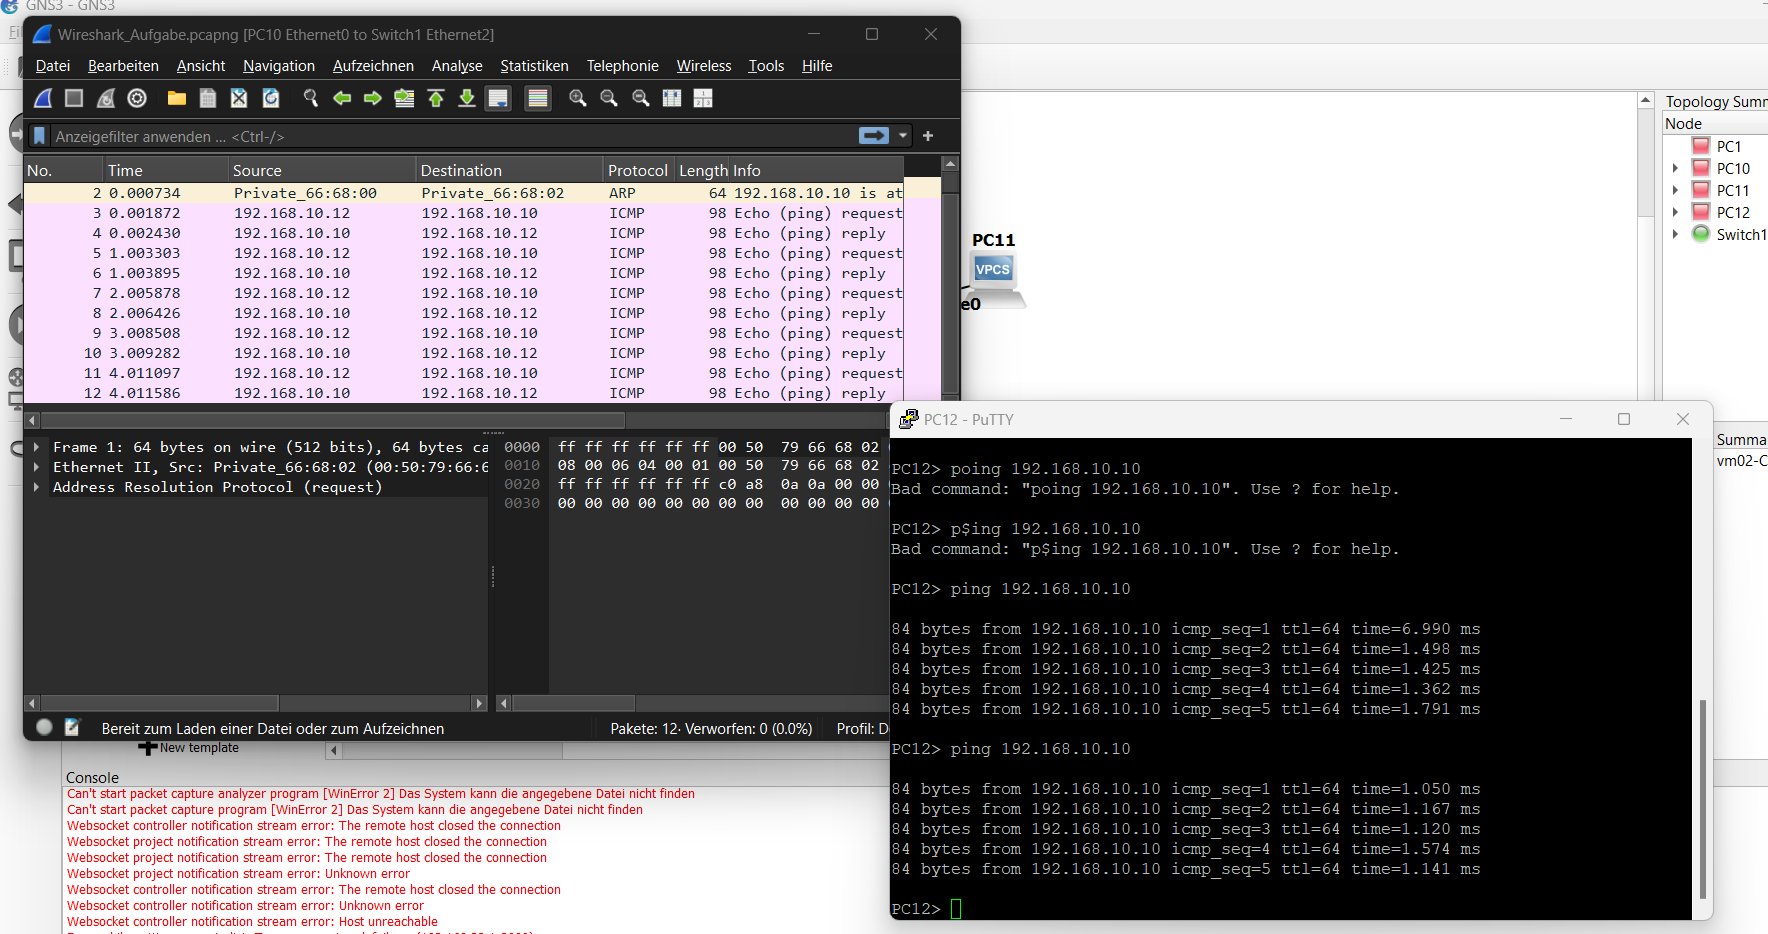 GNS3 - GNS3
Wireshark_Aufgabe.pcapng [PC10 Ethernet0 to Switch1 Ethernet2]
Datei Bearbeiten Ansicht Navigation Aufzeichnen Analyse Statistiken Telephonie Wireless Tools Hilfe
Anzeigefilter anwenden ... <Ctrl-/>
No. Time Source Destination Protocol Length Info
2 0.000734 Private_66:68:00 Private_66:68:02 ARP 64 192.168.10.10 is at
3 0.001872 192.168.10.12 192.168.10.10 ICMP 98 Echo (ping) request
4 0.002430 192.168.10.10 192.168.10.12 ICMP 98 Echo (ping) reply
5 1.003303 192.168.10.12 192.168.10.10 ICMP 98 Echo (ping) request
6 1.003895 192.168.10.10 192.168.10.12 ICMP 98 Echo (ping) reply
7 2.005878 192.168.10.12 192.168.10.10 ICMP 98 Echo (ping) request
8 2.006426 192.168.10.10 192.168.10.12 ICMP 98 Echo (ping) reply
9 3.008508 192.168.10.12 192.168.10.10 ICMP 98 Echo (ping) request
10 3.009282 192.168.10.10 192.168.10.12 ICMP 98 Echo (ping) reply
11 4.011097 192.168.10.12 192.168.10.10 ICMP 98 Echo (ping) request
12 4.011586 192.168.10.10 192.168.10.12 ICMP 98 Echo (ping) reply
Frame 1: 64 bytes on wire (512 bits), 64 bytes ca
Ethernet II, Src: Private_66:68:02 (00:50:79:66:6
Address Resolution Protocol (request)
0000 ff ff ff ff ff ff 00 50 79 66 68 02
0010 08 00 06 04 00 01 00 50 79 66 68 02
0020 ff ff ff ff ff ff c0 a8 0a 0a 00 00
0030 00 00 00 00 00 00 00 00 00 00 00 00
Bereit zum Laden einer Datei oder zum Aufzeichnen
Pakete: 12· Verworfen: 0 (0.0%)
Profil: D
PC11
VPCS
e0
Topology Summ
Node
PC1
PC10
PC11
PC12
Switch1
Summa
vm02-C
PC12 - PuTTY
PC12> poing 192.168.10.10
Bad command: "poing 192.168.10.10". Use ? for help.
PC12> p$ing 192.168.10.10
Bad command: "p$ing 192.168.10.10". Use ? for help.
PC12> ping 192.168.10.10
84 bytes from 192.168.10.10 icmp_seq=1 ttl=64 time=6.990 ms
84 bytes from 192.168.10.10 icmp_seq=2 ttl=64 time=1.498 ms
84 bytes from 192.168.10.10 icmp_seq=3 ttl=64 time=1.425 ms
84 bytes from 192.168.10.10 icmp_seq=4 ttl=64 time=1.362 ms
84 bytes from 192.168.10.10 icmp_seq=5 ttl=64 time=1.791 ms
PC12> ping 192.168.10.10
84 bytes from 192.168.10.10 icmp_seq=1 ttl=64 time=1.050 ms
84 bytes from 192.168.10.10 icmp_seq=2 ttl=64 time=1.167 ms
84 bytes from 192.168.10.10 icmp_seq=3 ttl=64 time=1.120 ms
84 bytes from 192.168.10.10 icmp_seq=4 ttl=64 time=1.574 ms
84 bytes from 192.168.10.10 icmp_seq=5 ttl=64 time=1.141 ms
PC12>
New template
Console
Can't start packet capture analyzer program [WinError 2] Das System kann die angegebene Datei nicht finden
Can't start packet capture program [WinError 2] Das System kann die angegebene Datei nicht finden
Websocket controller notification stream error: The remote host closed the connection
Websocket project notification stream error: The remote host closed the connection
Websocket project notification stream error: The remote host closed the connection
Websocket project notification stream error: Unknown error
Websocket controller notification stream error: The remote host closed the connection
Websocket controller notification stream error: Unknown error
Websocket controller notification stream error: Host unreachable